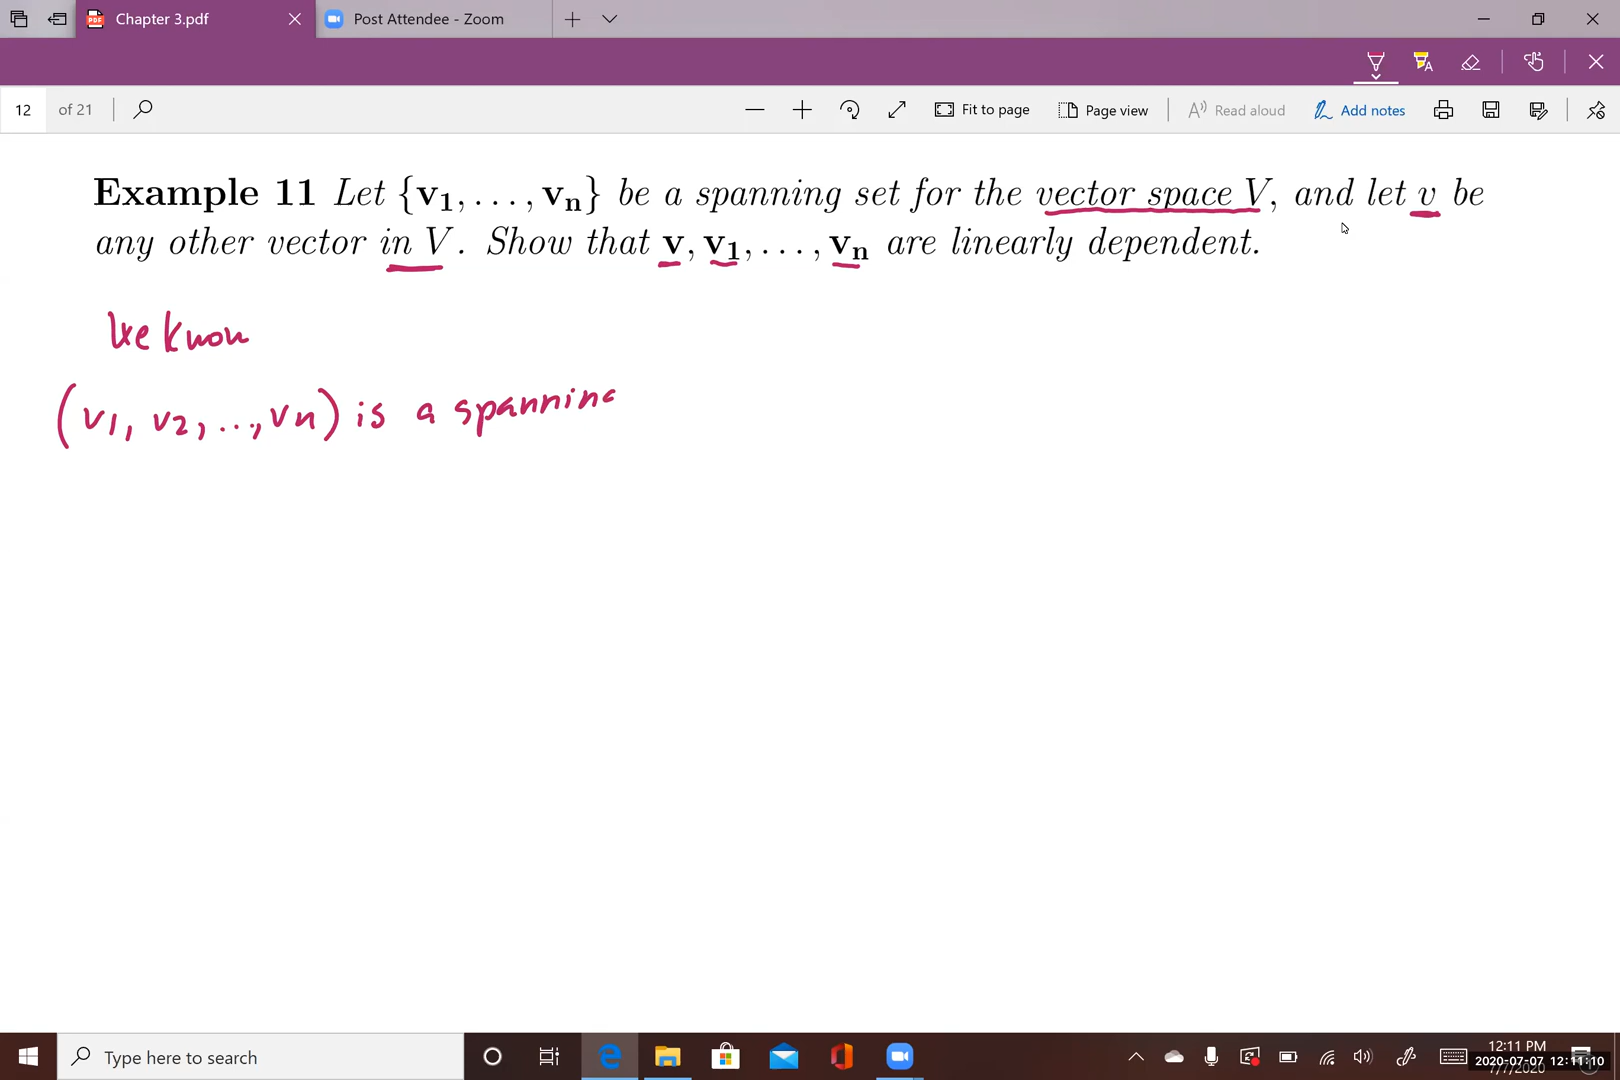 Chapter 3.pdf
Post Attendee - Zoom
12 of 21
Fit to page
Page view
Read aloud
Add notes
Example 11 Let {v₁, . . . , vₙ} be a spanning set for the vector space V, and let v be
any other vector in V. Show that v, v₁, . . . , vₙ are linearly dependent.
We know
(v1, v2, ..., vn) is a spanning
Type here to search
12:11 PM
2020-07-07 12:11:10